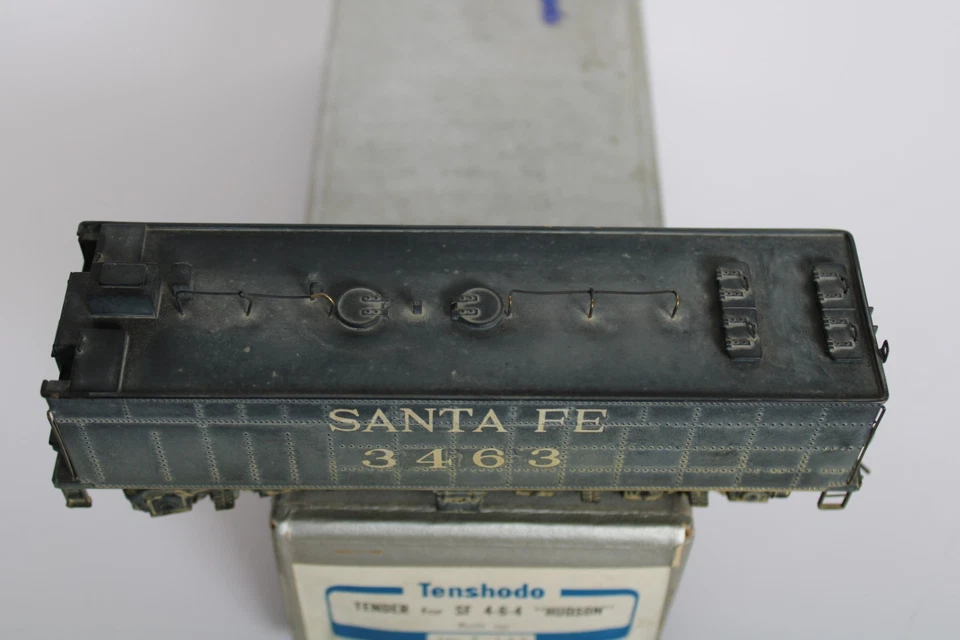 SANTA FE
3463
Tenshodo
TENDER for SF 4-6-4 "HUDSON"